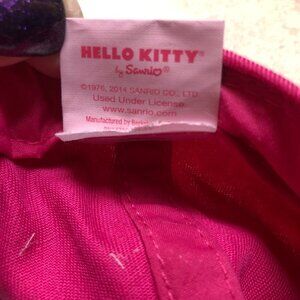 HELLO KITTY®
by Sanrio®
©1976, 2014 SANRIO CO., LTD.
Used Under License.
www.sanrio.com
Manufactured by